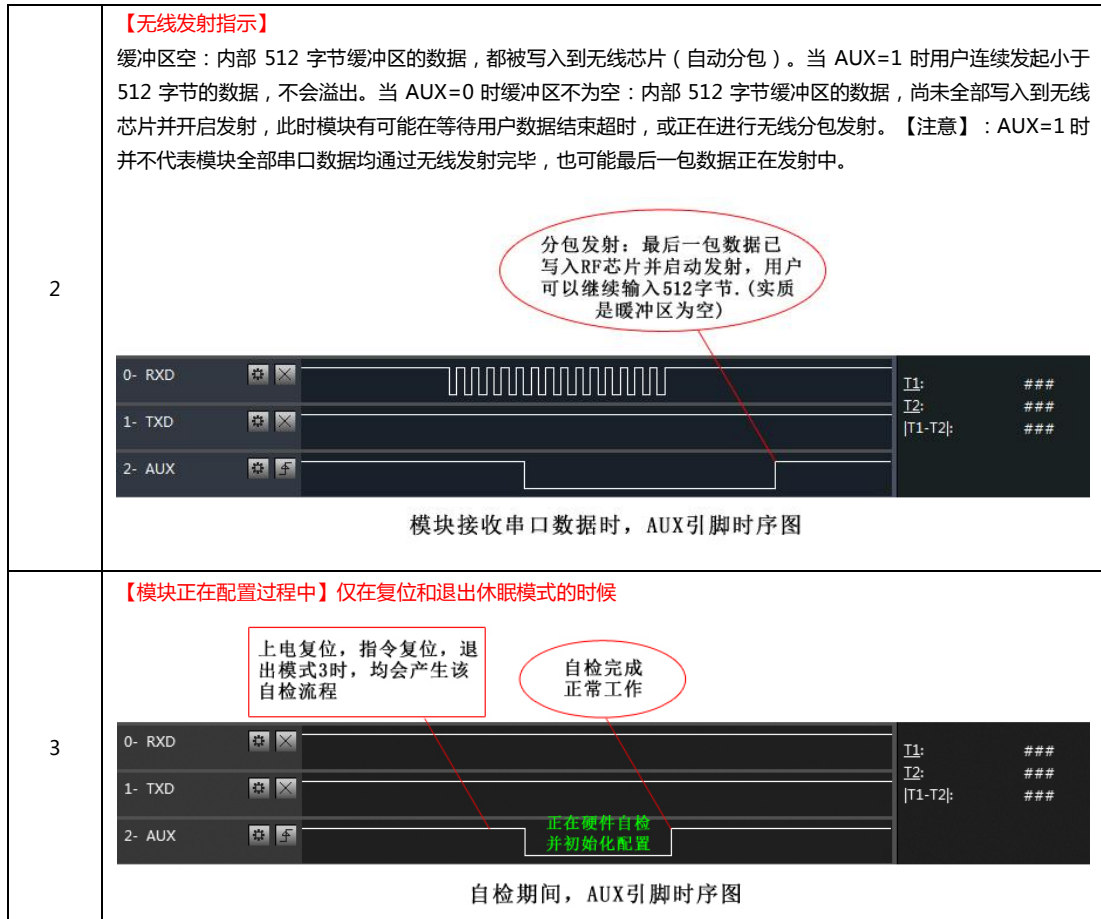 【无线发射指示】
缓冲区空：内部 512 字节缓冲区的数据，都被写入到无线芯片（自动分包）。当 AUX=1 时用户连续发起小于
512 字节的数据，不会溢出。当 AUX=0 时缓冲区不为空：内部 512 字节缓冲区的数据，尚未全部写入到无线
芯片并开启发射，此时模块有可能在等待用户数据结束超时，或正在进行无线分包发射。【注意】：AUX=1 时
并不代表模块全部串口数据均通过无线发射完毕，也可能最后一包数据正在发射中。
2
分包发射：最后一包数据已
写入RF芯片并启动发射，用户
可以继续输入512字节.(实质
是暖冲区为空)
0- RXD
1- TXD
2- AUX
T1: ###
T2: ###
|T1-T2|: ###
模块接收串口数据时，AUX引脚时序图
3
【模块正在配置过程中】仅在复位和退出休眠模式的时候
上电复位，指令复位，退
出模式3时，均会产生该
自检流程
自检完成
正常工作
0- RXD
1- TXD
2- AUX
正在硬件自检
并初始化配置
T1: ###
T2: ###
|T1-T2|: ###
自检期间，AUX引脚时序图